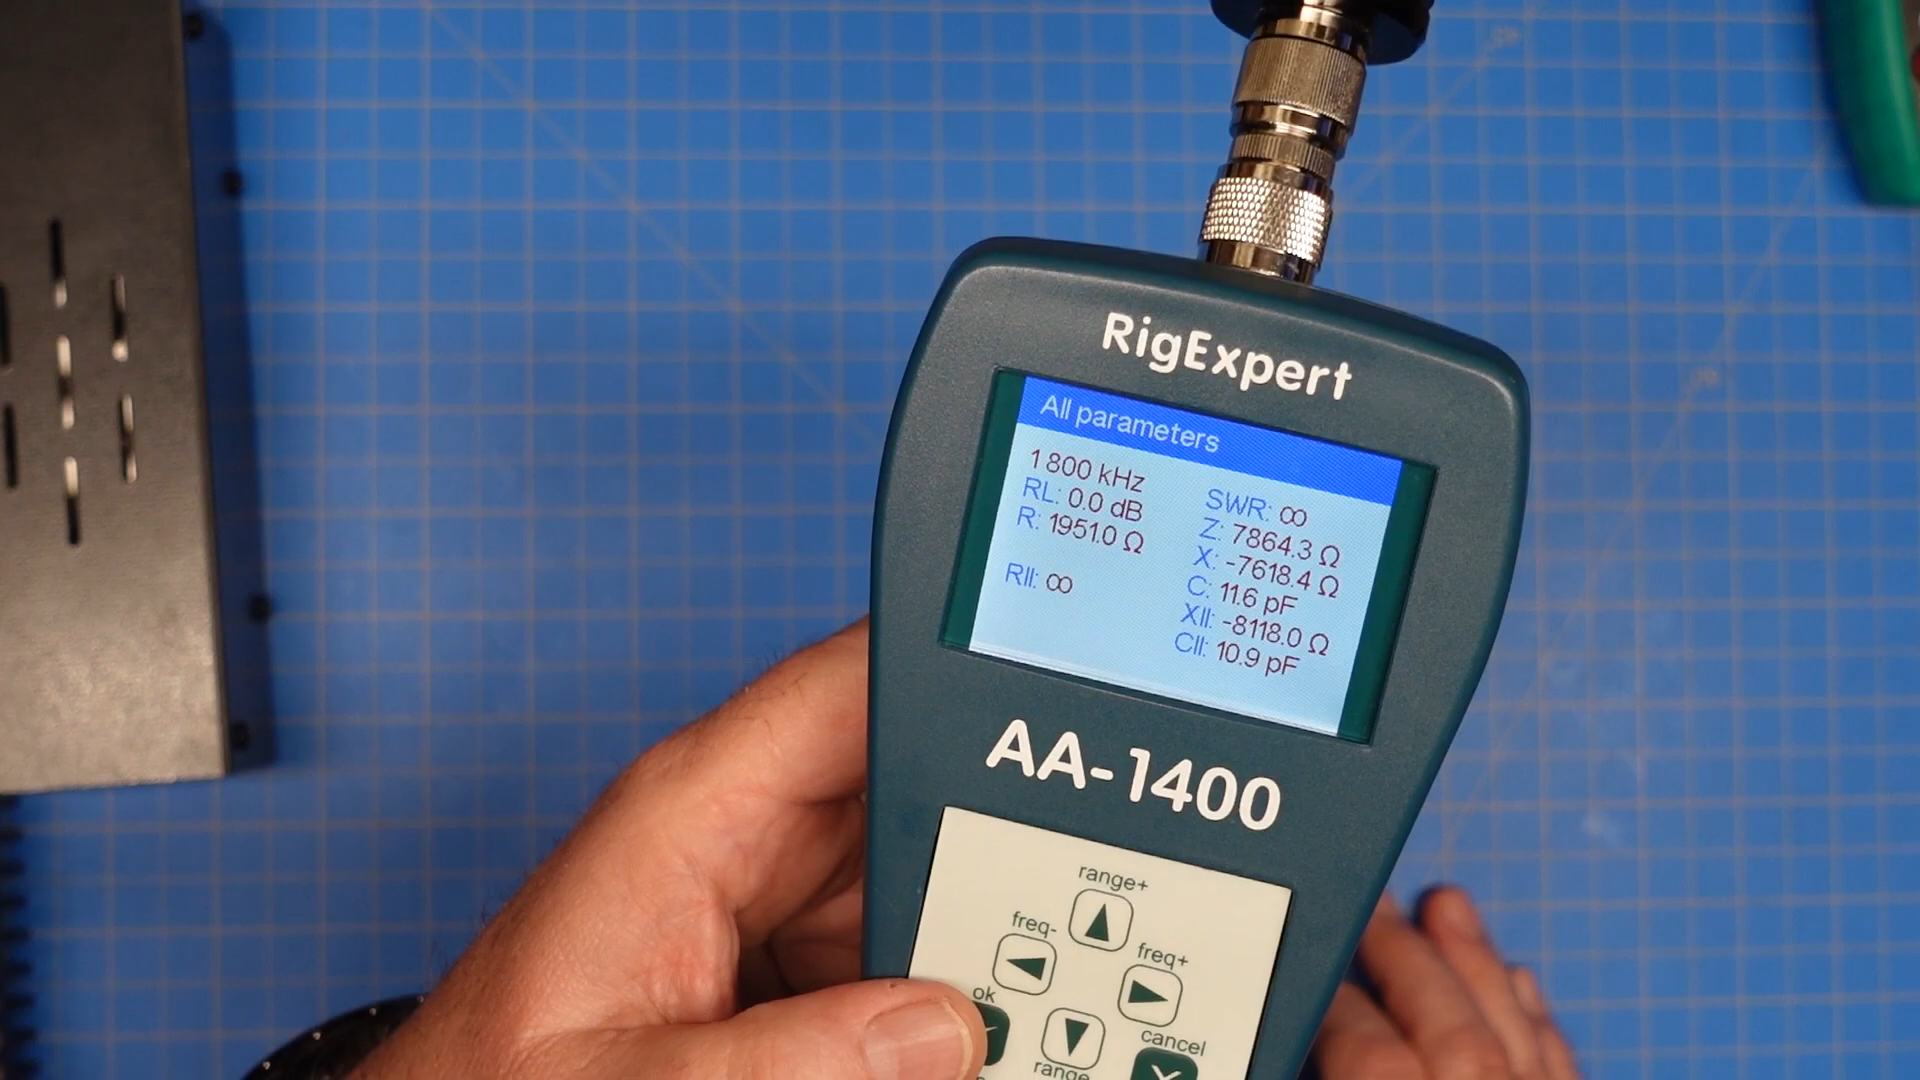 RigExpert
All parameters
1 800 kHz
RL: 0.0 dB
R: 1951.0 Ω
RII: ∞
SWR: ∞
Z: 7864.3 Ω
X: -7618.4 Ω
C: 11.6 pF
XII: -8118.0 Ω
CII: 10.9 pF
AA-1400
range+
freq-
freq+
ok
cancel
range